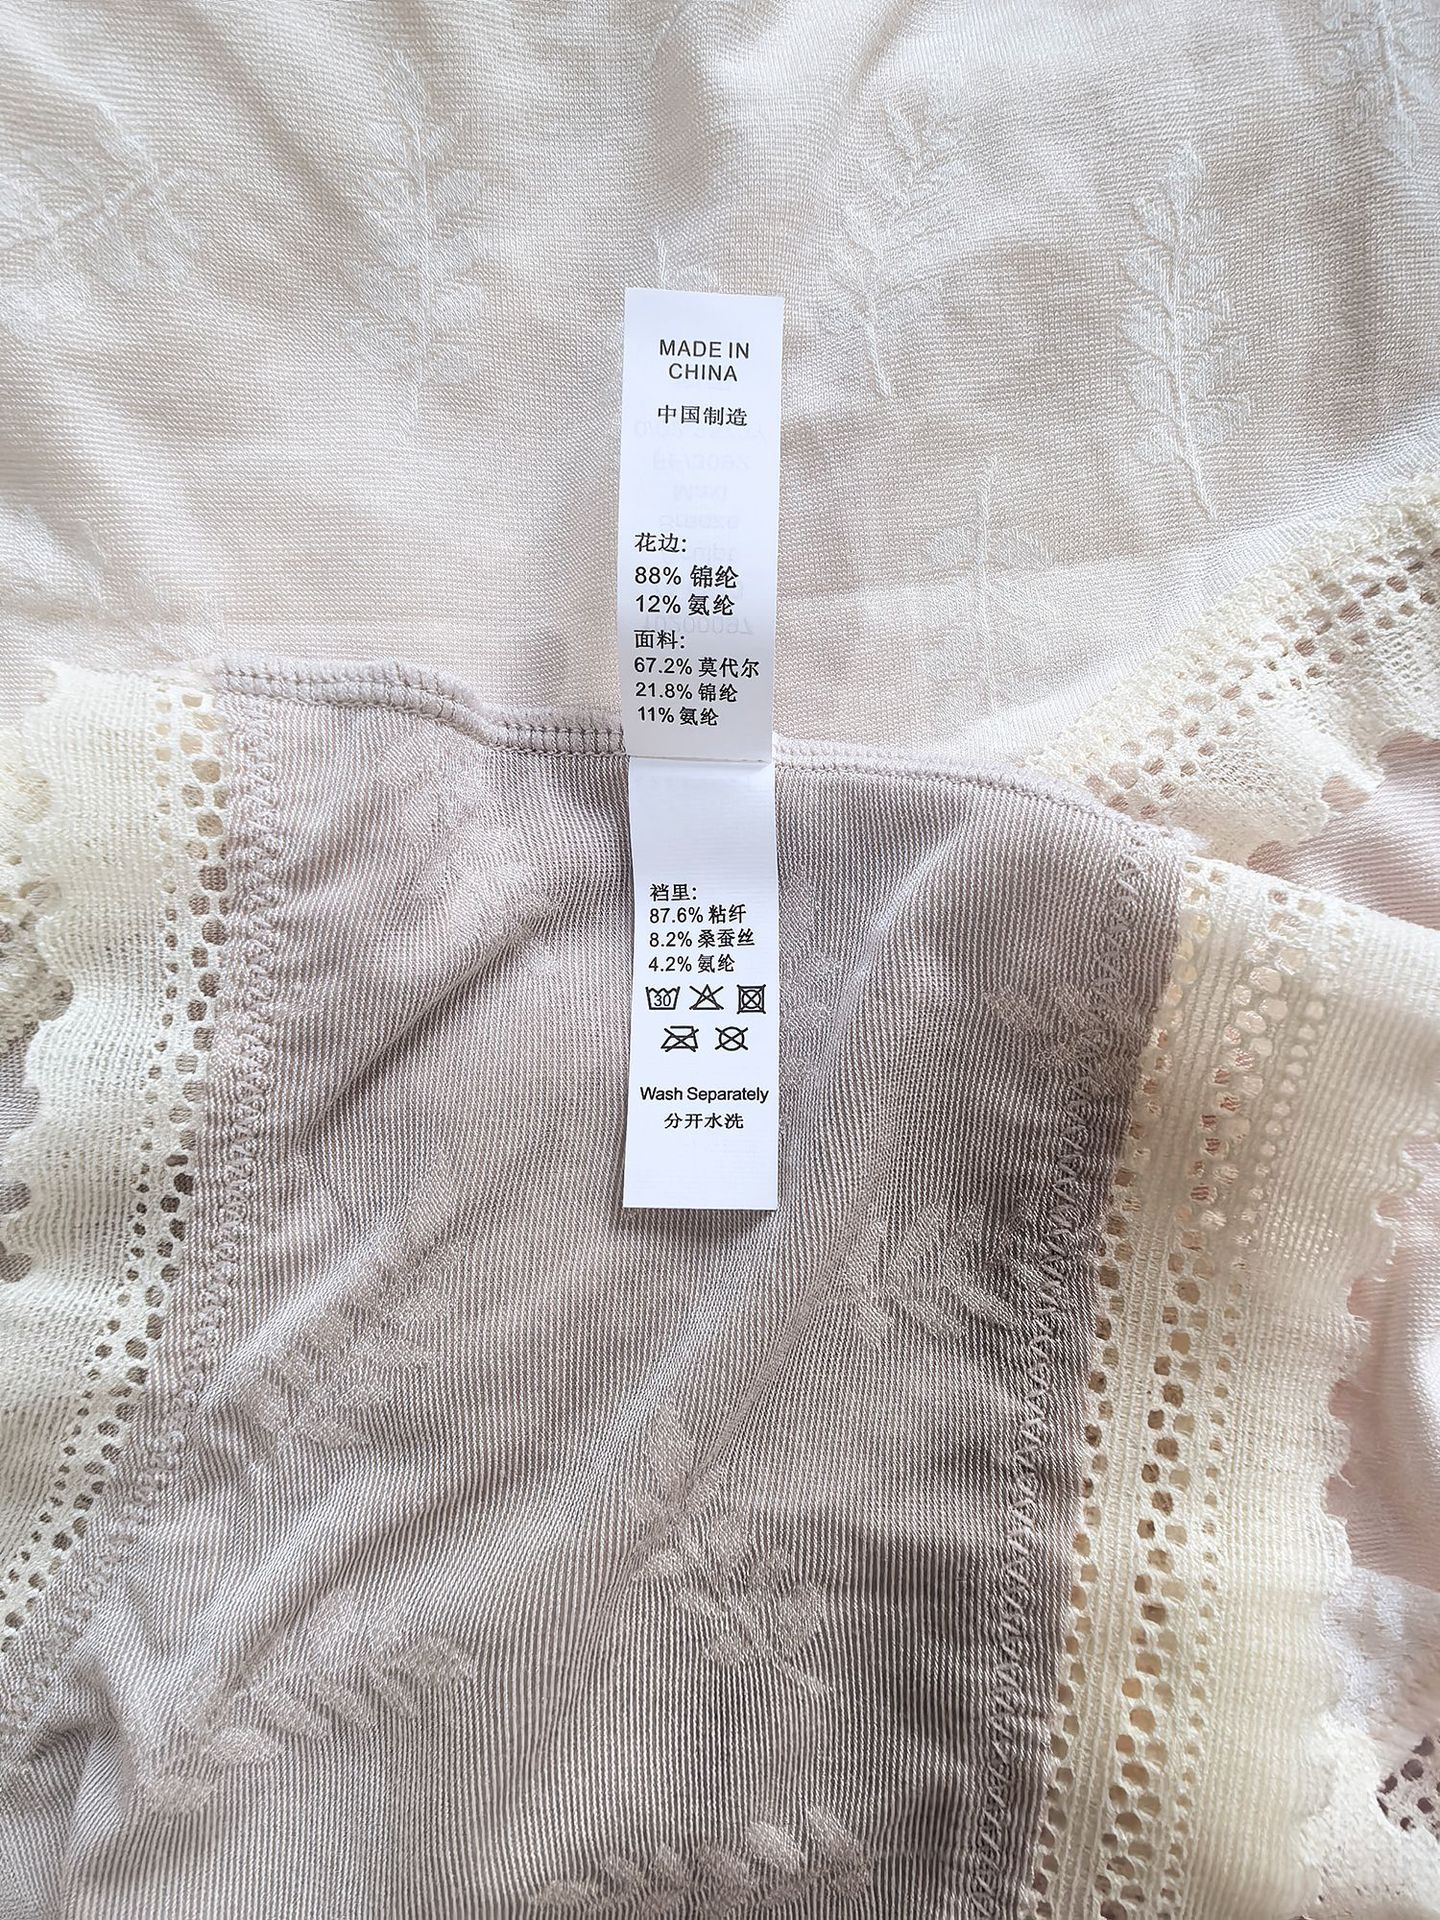 MADE IN
CHINA
中国制造
花边:
88% 锦纶
12% 氨纶
面料:
67.2% 莫代尔
21.8% 锦纶
11% 氨纶
裆里:
87.6% 粘纤
8.2% 桑蚕丝
4.2% 氨纶
30
Wash Separately
分开水洗